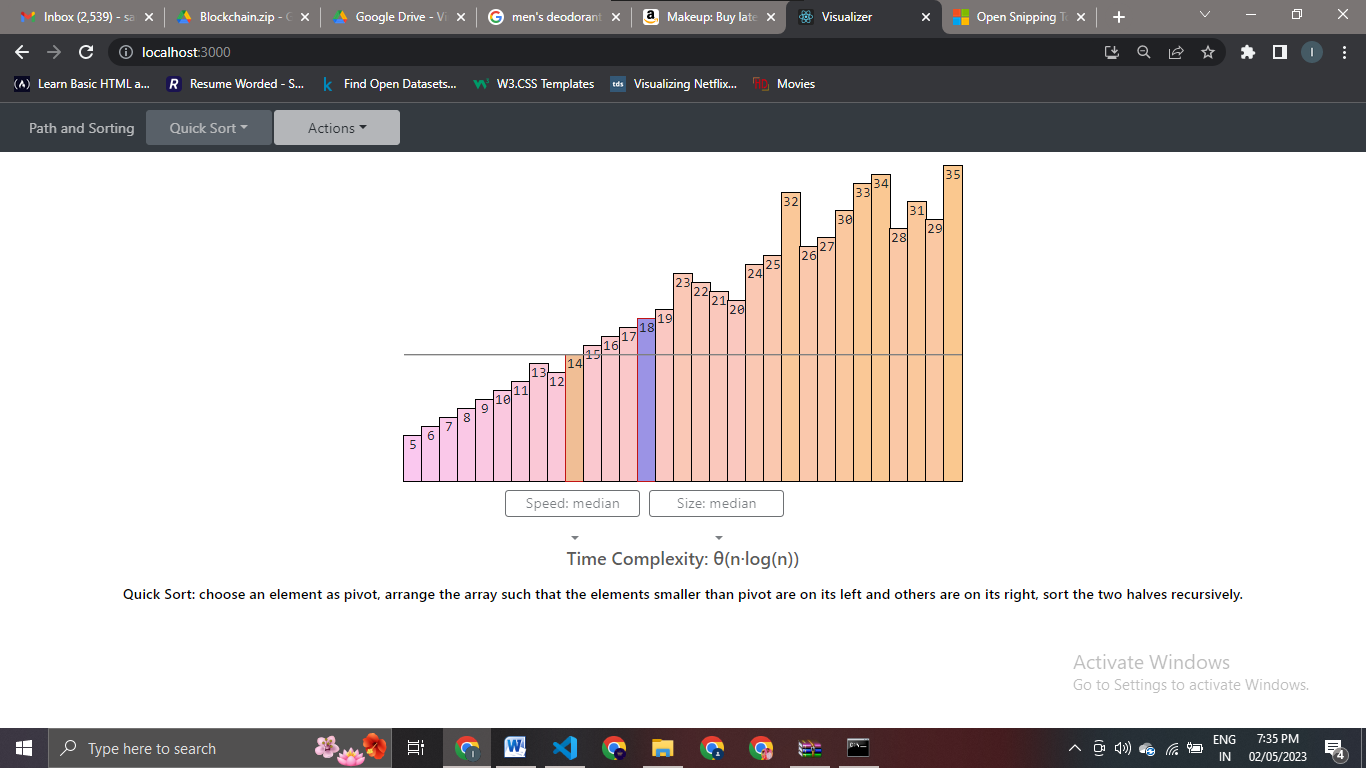 Inbox (2,539) - sa
Blockchain.zip - G
Google Drive - Vi
men's deodorant
Makeup: Buy late
Visualizer
Open Snipping T
localhost:3000
Learn Basic HTML a...
Resume Worded - S...
Find Open Datasets...
W3.CSS Templates
Visualizing Netflix...
Movies
Path and Sorting
Quick Sort
Actions
5 6 7 8 9 10 11 13 12 14 15 16 17 18 19 23 22 21 20 24 25 32 26 27 30 33 34 28 31 29 35
Speed: median
Size: median
Time Complexity: θ(n·log(n))
Quick Sort: choose an element as pivot, arrange the array such that the elements smaller than pivot are on its left and others are on its right, sort the two halves recursively.
Activate Windows
Go to Settings to activate Windows.
Type here to search
ENG
IN
7:35 PM
02/05/2023
4